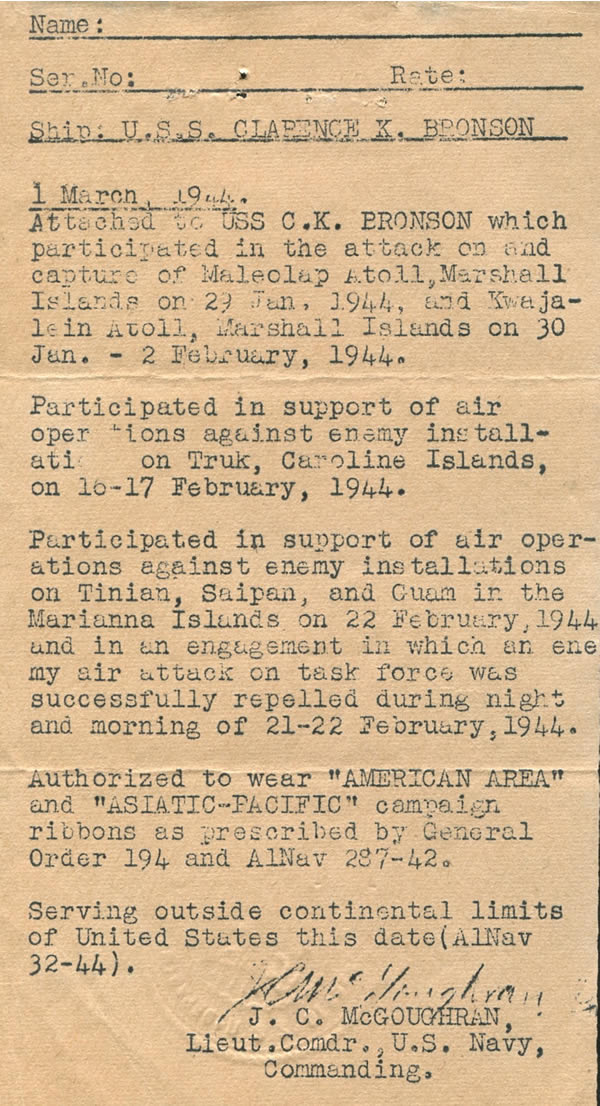 Name:
Ser.No: Rate:
Ship: U.S.S. CLARENCE K. BRONSON
1 March, 1944.
Attached to USS C.K. BRONSON which
participated in the attack on and
capture of Maleolap Atoll, Marshall
Islands on 29 Jan. 1944, and Kwaja-
lein Atoll, Marshall Islands on 30
Jan. - 2 February, 1944.
Participated in support of air
oper tions against enemy install-
ati on Truk, Caroline Islands,
on 16-17 February, 1944.
Participated in support of air oper-
ations against enemy installations
on Tinian, Saipan, and Guam in the
Marianna Islands on 22 February,1944
and in an engagement in which an ene
my air attack on task force was
successfully repelled during night
and morning of 21-22 February,1944.
Authorized to wear "AMERICAN AREA"
and "ASIATIC-PACIFIC" campaign
ribbons as prescribed by General
Order 194 and AlNav 287-42.
Serving outside continental limits
of United States this date(AlNav
32-44).
J C McGoughran
J. C. McGOUGHRAN,
Lieut.Comdr., U.S. Navy,
Commanding.